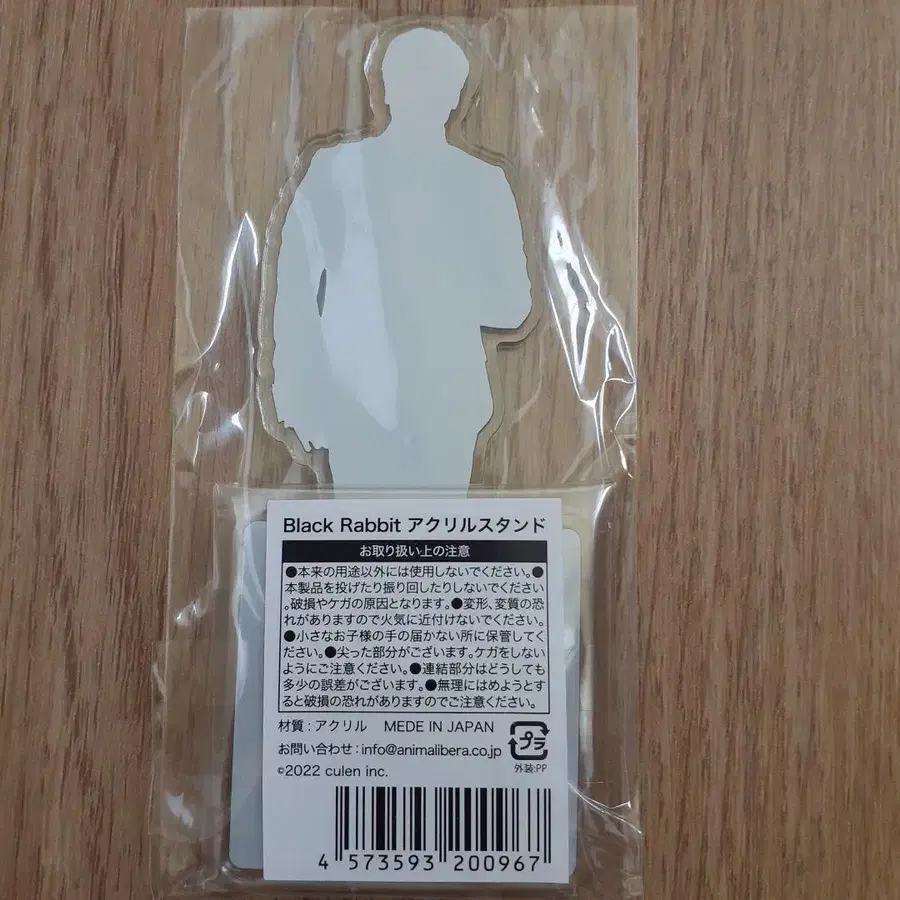 Black Rabbit アクリルスタンド
お取り扱い上の注意
●本来の用途以外には使用しないでください。●
本製品を投げたり振り回したりしないでください
。破損やケガの原因となります。●変形、変質の恐
れがありますので火気に近付けないでください。
●小さなお子様の手の届かない所に保管してく
ださい。●尖った部分がございます。ケガをしない
ようにご注意ください。●連結部分はどうしても
多少の誤差がございます。●無理にはめようとす
ると破損の恐れがありますのでご注意ください。
材質：アクリル MEDE IN JAPAN
プラ
お問い合わせ：info@animalibera.co.jp
外装:PP
©2022 culen inc.
4 573593 200967